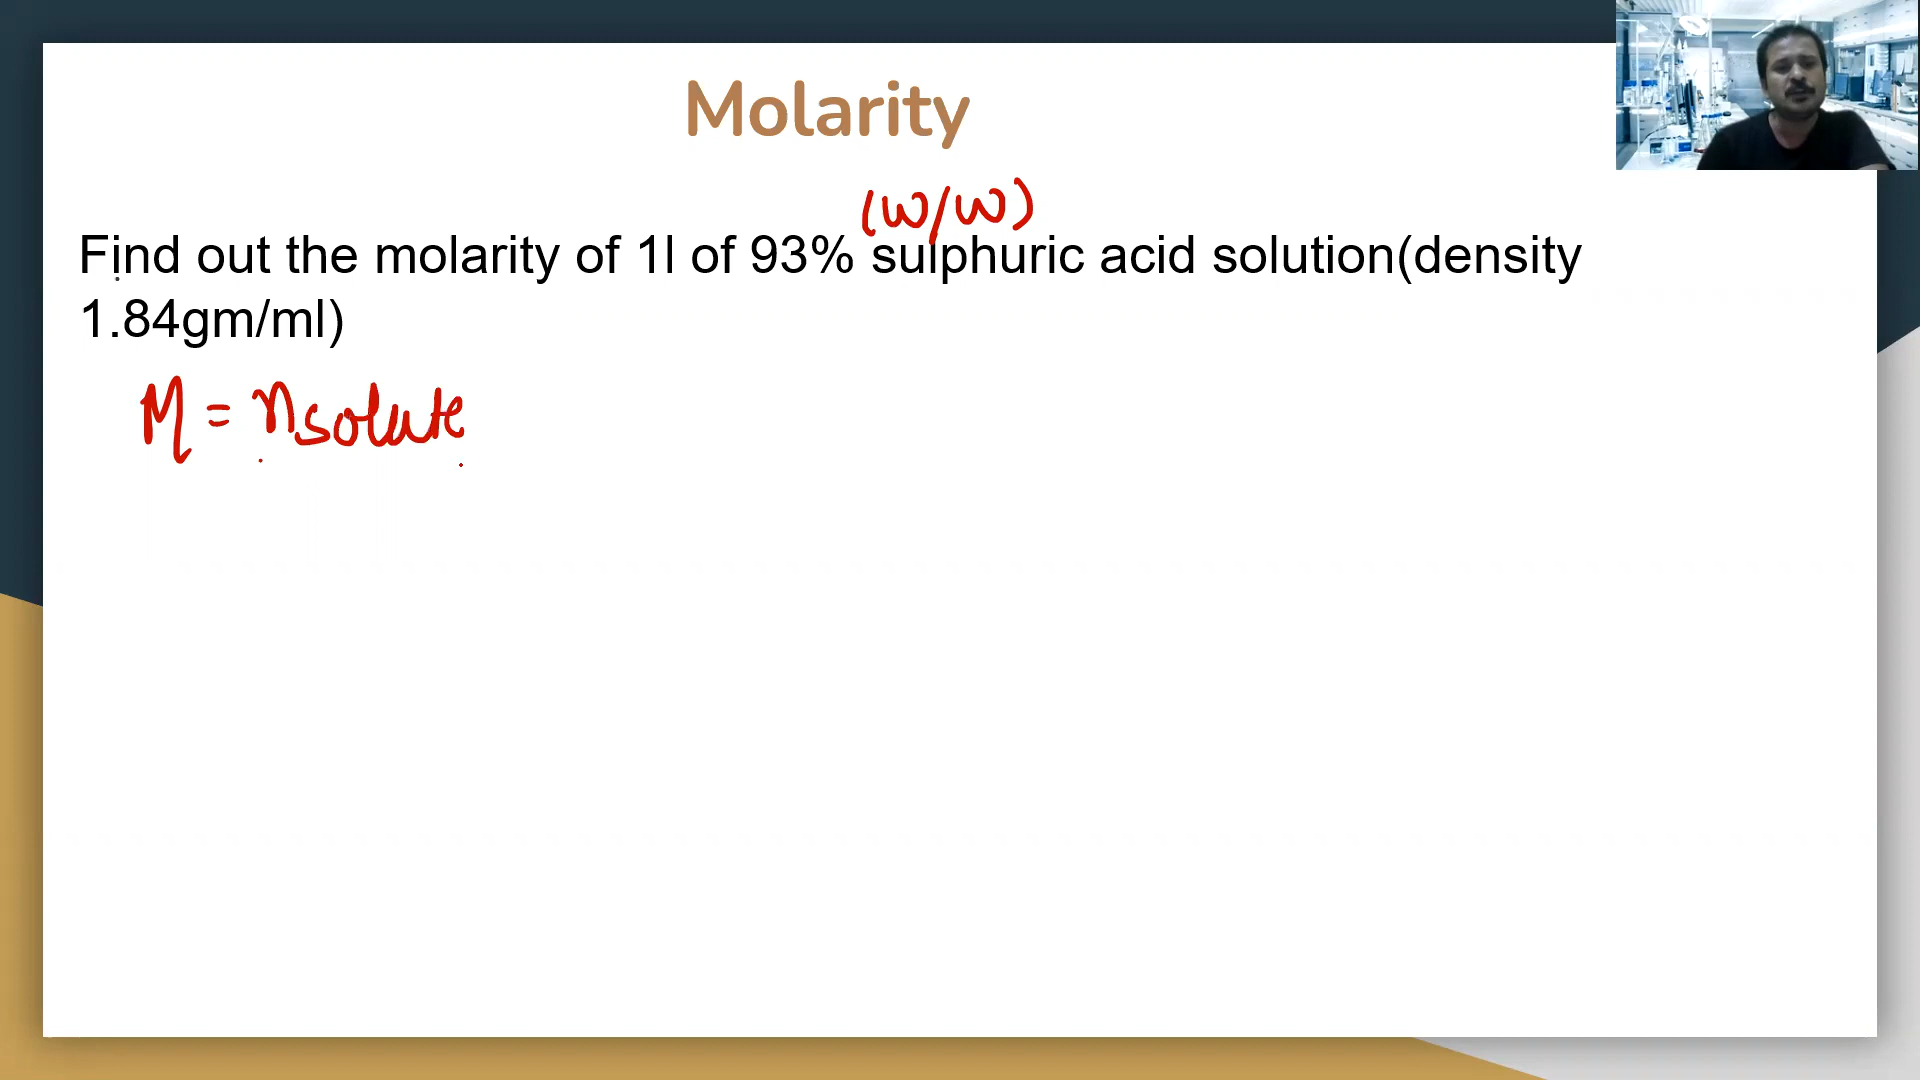 Molarity
(w/w)
Find out the molarity of 1l of 93% sulphuric acid solution(density
1.84gm/ml)
M = nsolute